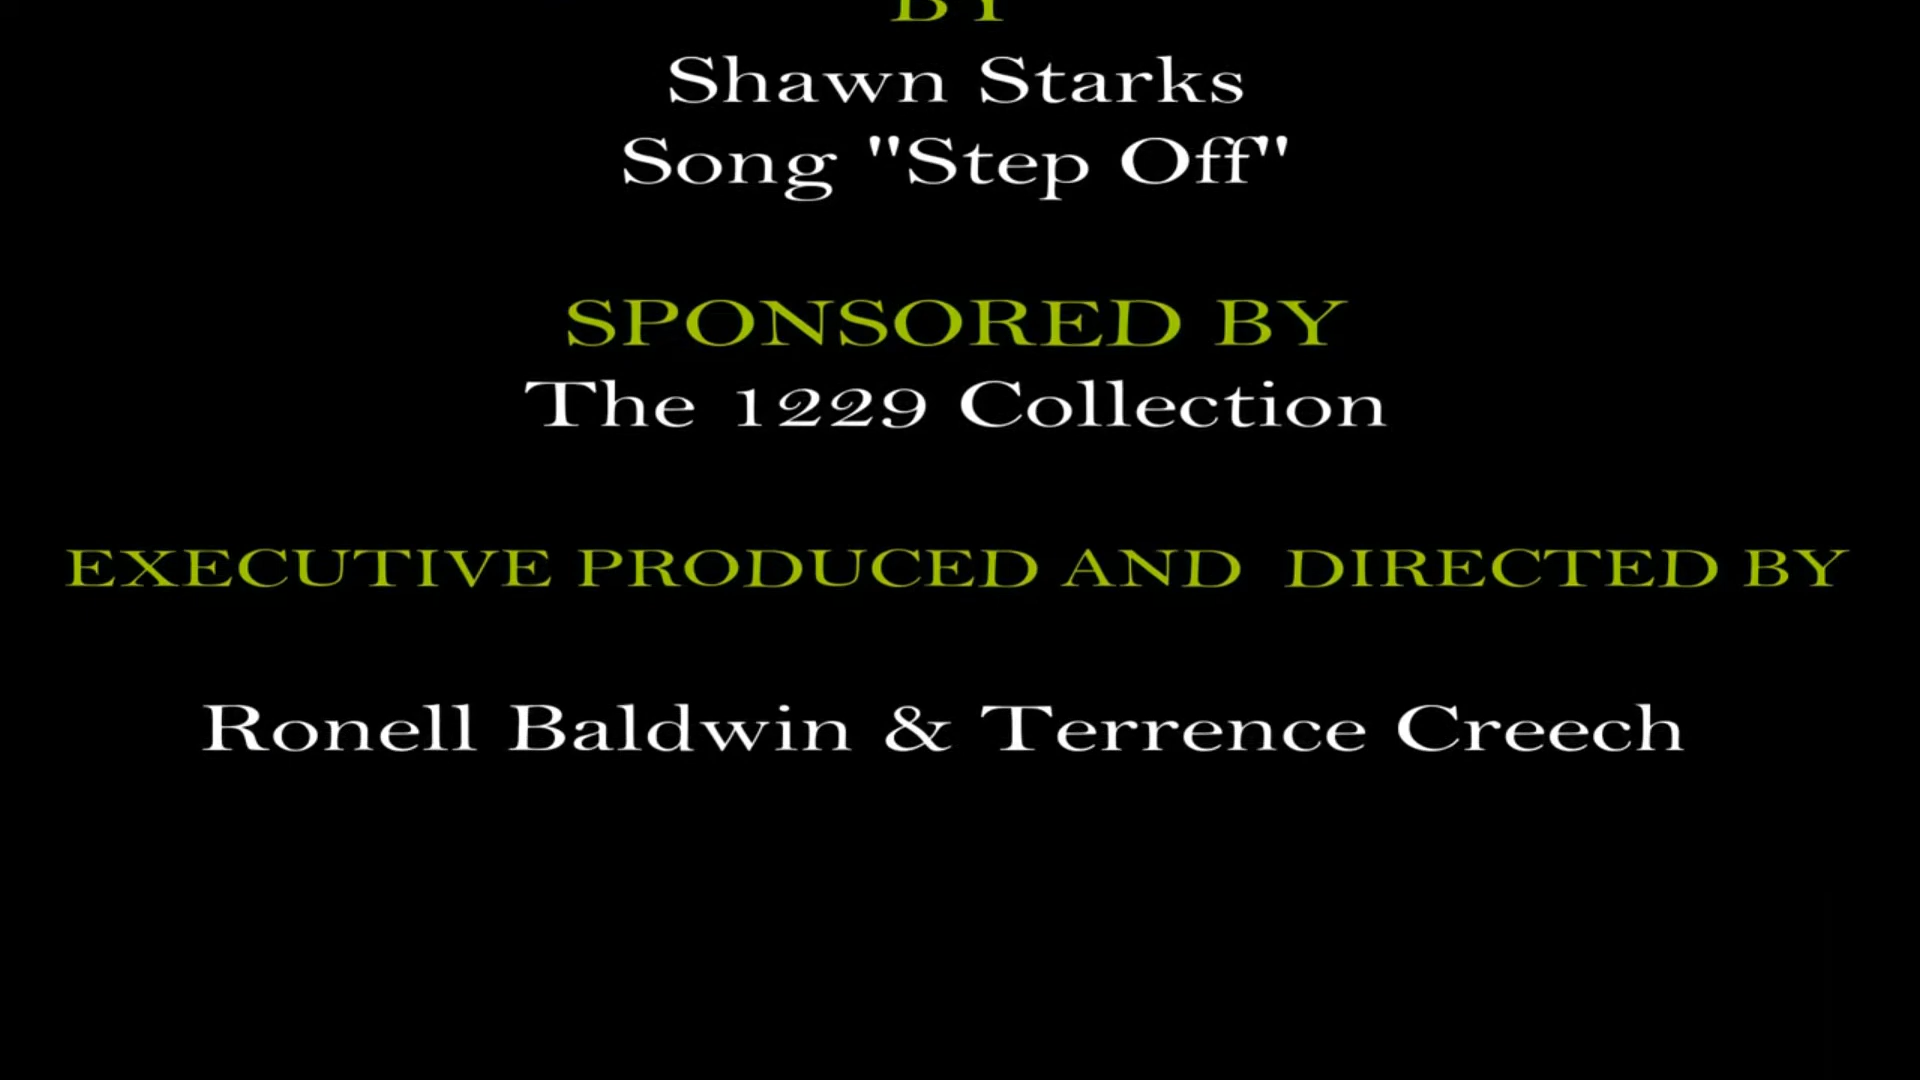 BY
Shawn Starks
Song "Step Off"
SPONSORED BY
The 1229 Collection
EXECUTIVE PRODUCED AND  DIRECTED BY
Ronell Baldwin & Terrence Creech